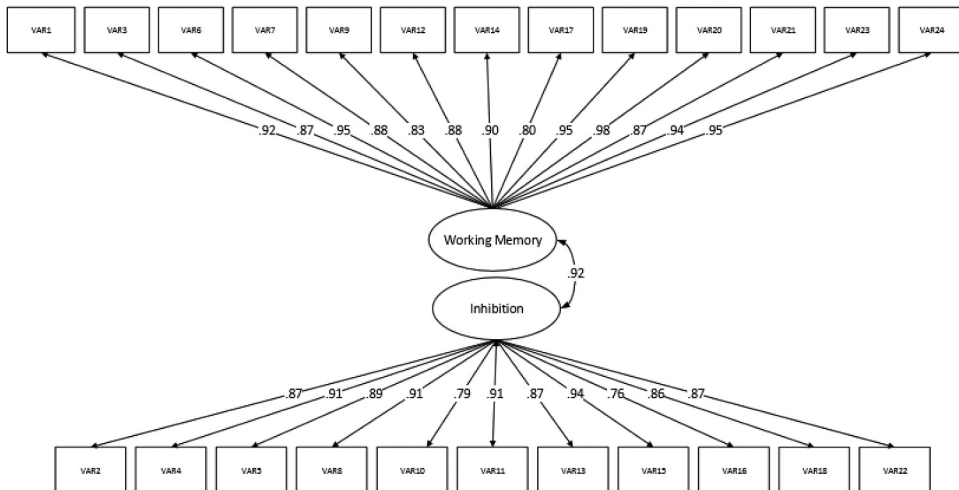 VAR1 VAR3 VAR6 VAR7 VAR9 VAR12 VAR14 VAR17 VAR19 VAR20 VAR21 VAR23 VAR24
.92 .87 .95 .88 .83 .88 .90 .80 .95 .98 .87 .94 .95
Working Memory
.92
Inhibition
.87 .91 .89 .91 .79 .91 .87 .94 .76 .86 .87
VAR2 VAR4 VAR5 VAR8 VAR10 VAR11 VAR13 VAR15 VAR16 VAR18 VAR22